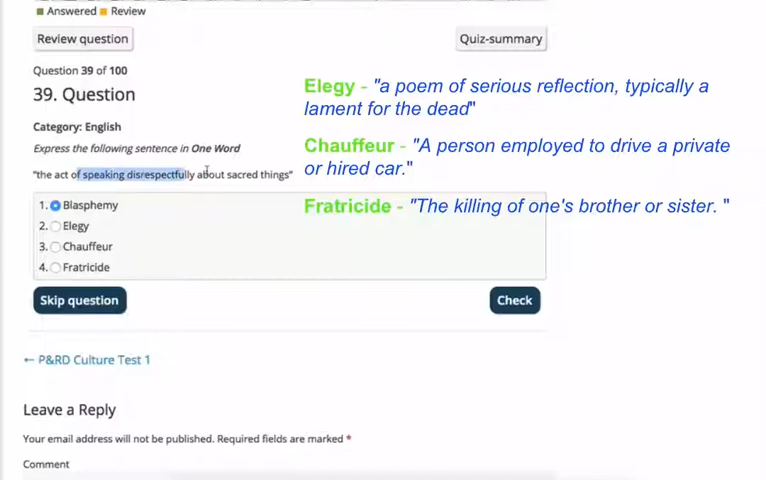 Answered Review
Review question
Quiz-summary
Question 39 of 100
39. Question
Category: English
Express the following sentence in One Word
"the act of speaking disrespectfully about sacred things"
1. Blasphemy
2. Elegy
3. Chauffeur
4. Fratricide
Skip question
Check
Elegy - "a poem of serious reflection, typically a
lament for the dead"
Chauffeur - "A person employed to drive a private
or hired car."
Fratricide - "The killing of one's brother or sister. "
← P&RD Culture Test 1
Leave a Reply
Your email address will not be published. Required fields are marked *
Comment